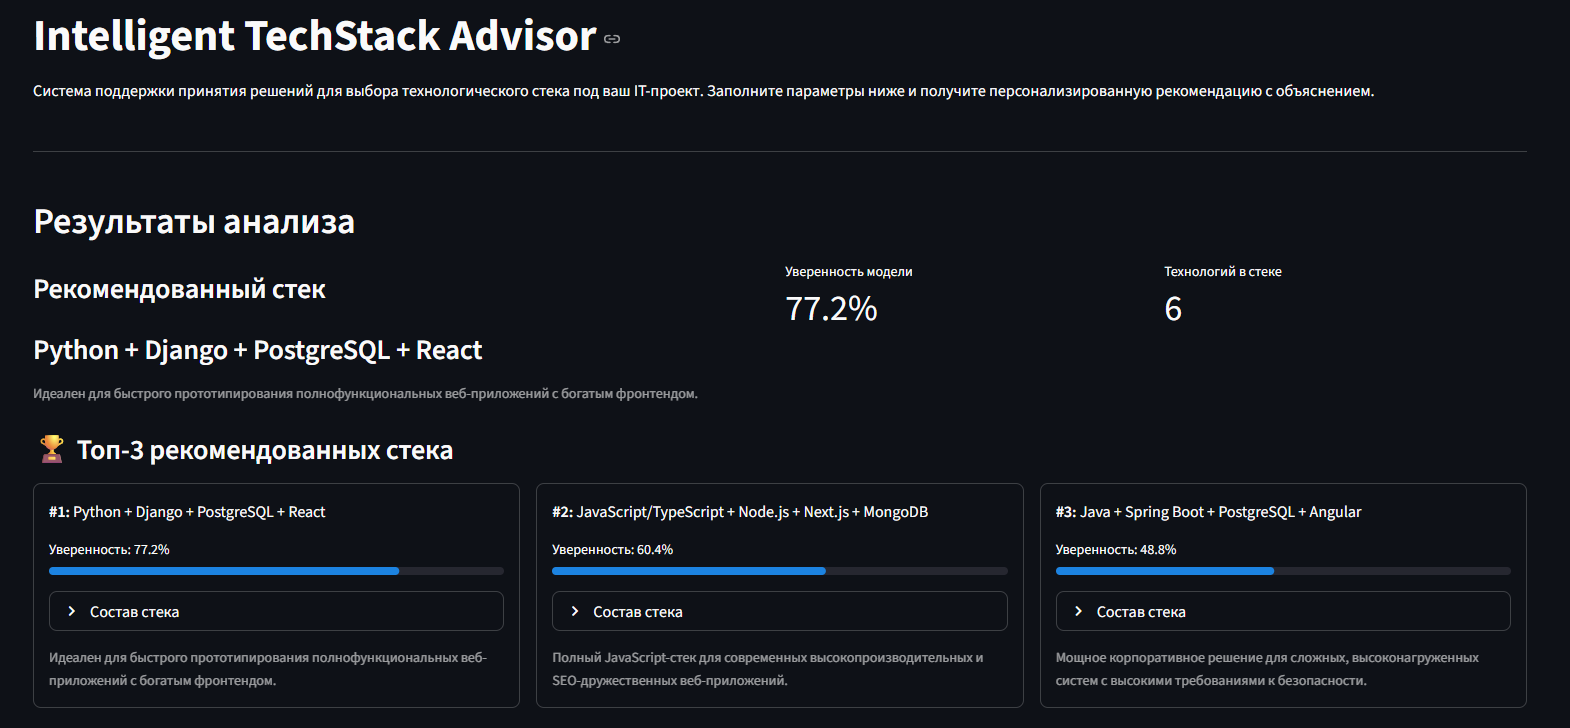 Intelligent TechStack Advisor
Система поддержки принятия решений для выбора технологического стека под ваш IT-проект. Заполните параметры ниже и получите персонализированную рекомендацию с объяснением.
Результаты анализа
Рекомендованный стек
Уверенность модели
77.2%
Технологий в стеке
6
Python + Django + PostgreSQL + React
Идеален для быстрого прототипирования полнофункциональных веб-приложений с богатым фронтендом.
Топ-3 рекомендованных стека
#1: Python + Django + PostgreSQL + React
Уверенность: 77.2%
Состав стека
Идеален для быстрого прототипирования полнофункциональных веб-
приложений с богатым фронтендом.
#2: JavaScript/TypeScript + Node.js + Next.js + MongoDB
Уверенность: 60.4%
Состав стека
Полный JavaScript-стек для современных высокопроизводительных и
SEO-дружественных веб-приложений.
#3: Java + Spring Boot + PostgreSQL + Angular
Уверенность: 48.8%
Состав стека
Мощное корпоративное решение для сложных, высоконагруженных
систем с высокими требованиями к безопасности.